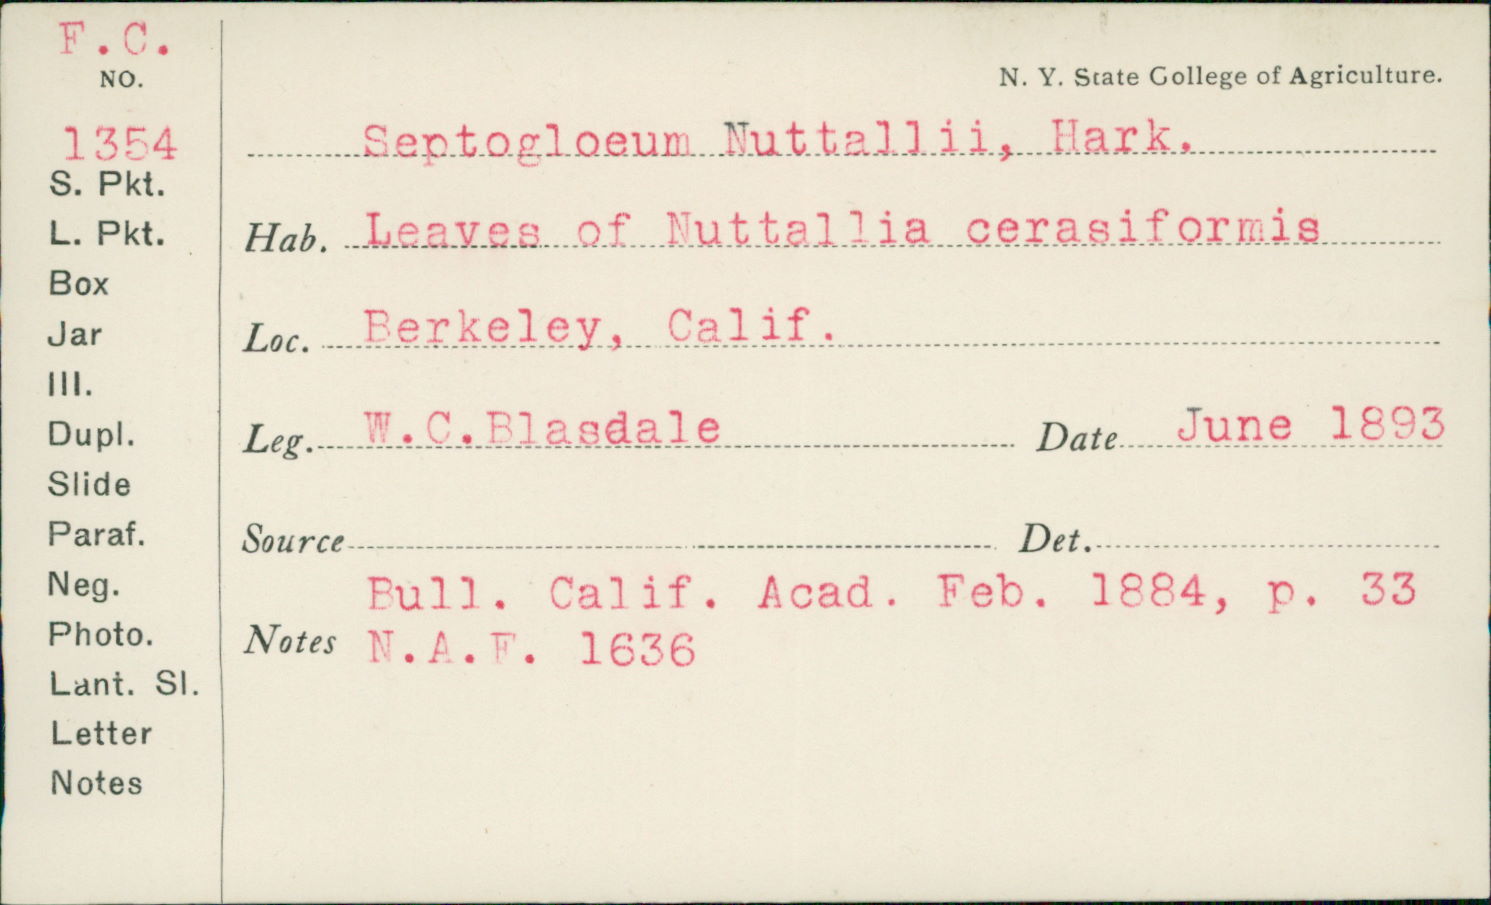 F.C.
NO.
1354
S. Pkt.
L. Pkt.
Box
Jar
Ill.
Dupl.
Slide
Paraf.
Neg.
Photo.
Lant. Sl.
Letter
Notes
N. Y. State College of Agriculture.
Septogloeum Nuttallii, Hark.
Hab. Leaves of Nuttallia cerasiformis
Loc. Berkeley, Calif.
Leg. W.C.Blasdale Date June 1893
Source Det.
Bull. Calif. Acad. Feb. 1884, p. 33
Notes N.A.F. 1636